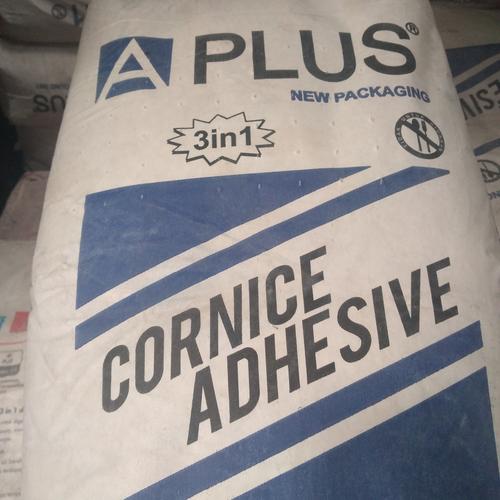 A PLUS®
NEW PACKAGING
3in1
CORNICE
ADHESIVE